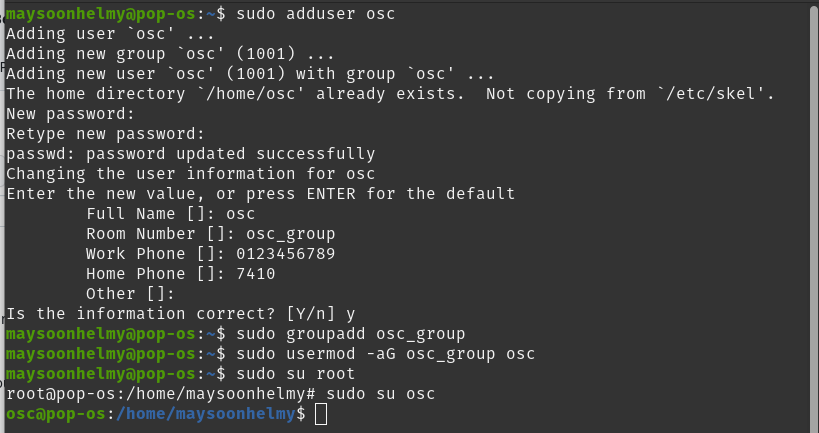 maysoonhelmy@pop-os:~$ sudo adduser osc
Adding user `osc' ...
Adding new group `osc' (1001) ...
Adding new user `osc' (1001) with group `osc' ...
The home directory `/home/osc' already exists.  Not copying from `/etc/skel'.
New password:
Retype new password:
passwd: password updated successfully
Changing the user information for osc
Enter the new value, or press ENTER for the default
        Full Name []: osc
        Room Number []: osc_group
        Work Phone []: 0123456789
        Home Phone []: 7410
        Other []:
Is the information correct? [Y/n] y
maysoonhelmy@pop-os:~$ sudo groupadd osc_group
maysoonhelmy@pop-os:~$ sudo usermod -aG osc_group osc
maysoonhelmy@pop-os:~$ sudo su root
root@pop-os:/home/maysoonhelmy# sudo su osc
osc@pop-os:/home/maysoonhelmy$